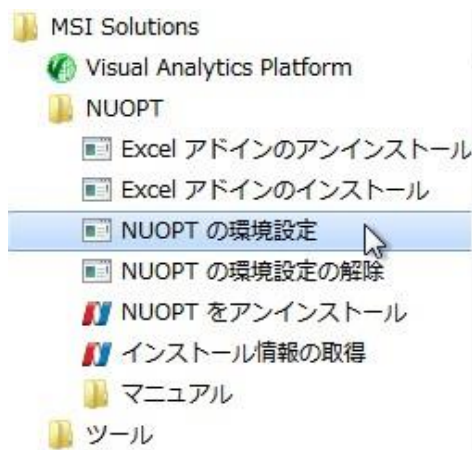 MSI Solutions
Visual Analytics Platform
NUOPT
Excel アドインのアンインストール
Excel アドインのインストール
NUOPT の環境設定
NUOPT の環境設定の解除
NUOPT をアンインストール
インストール情報の取得
マニュアル
ツール